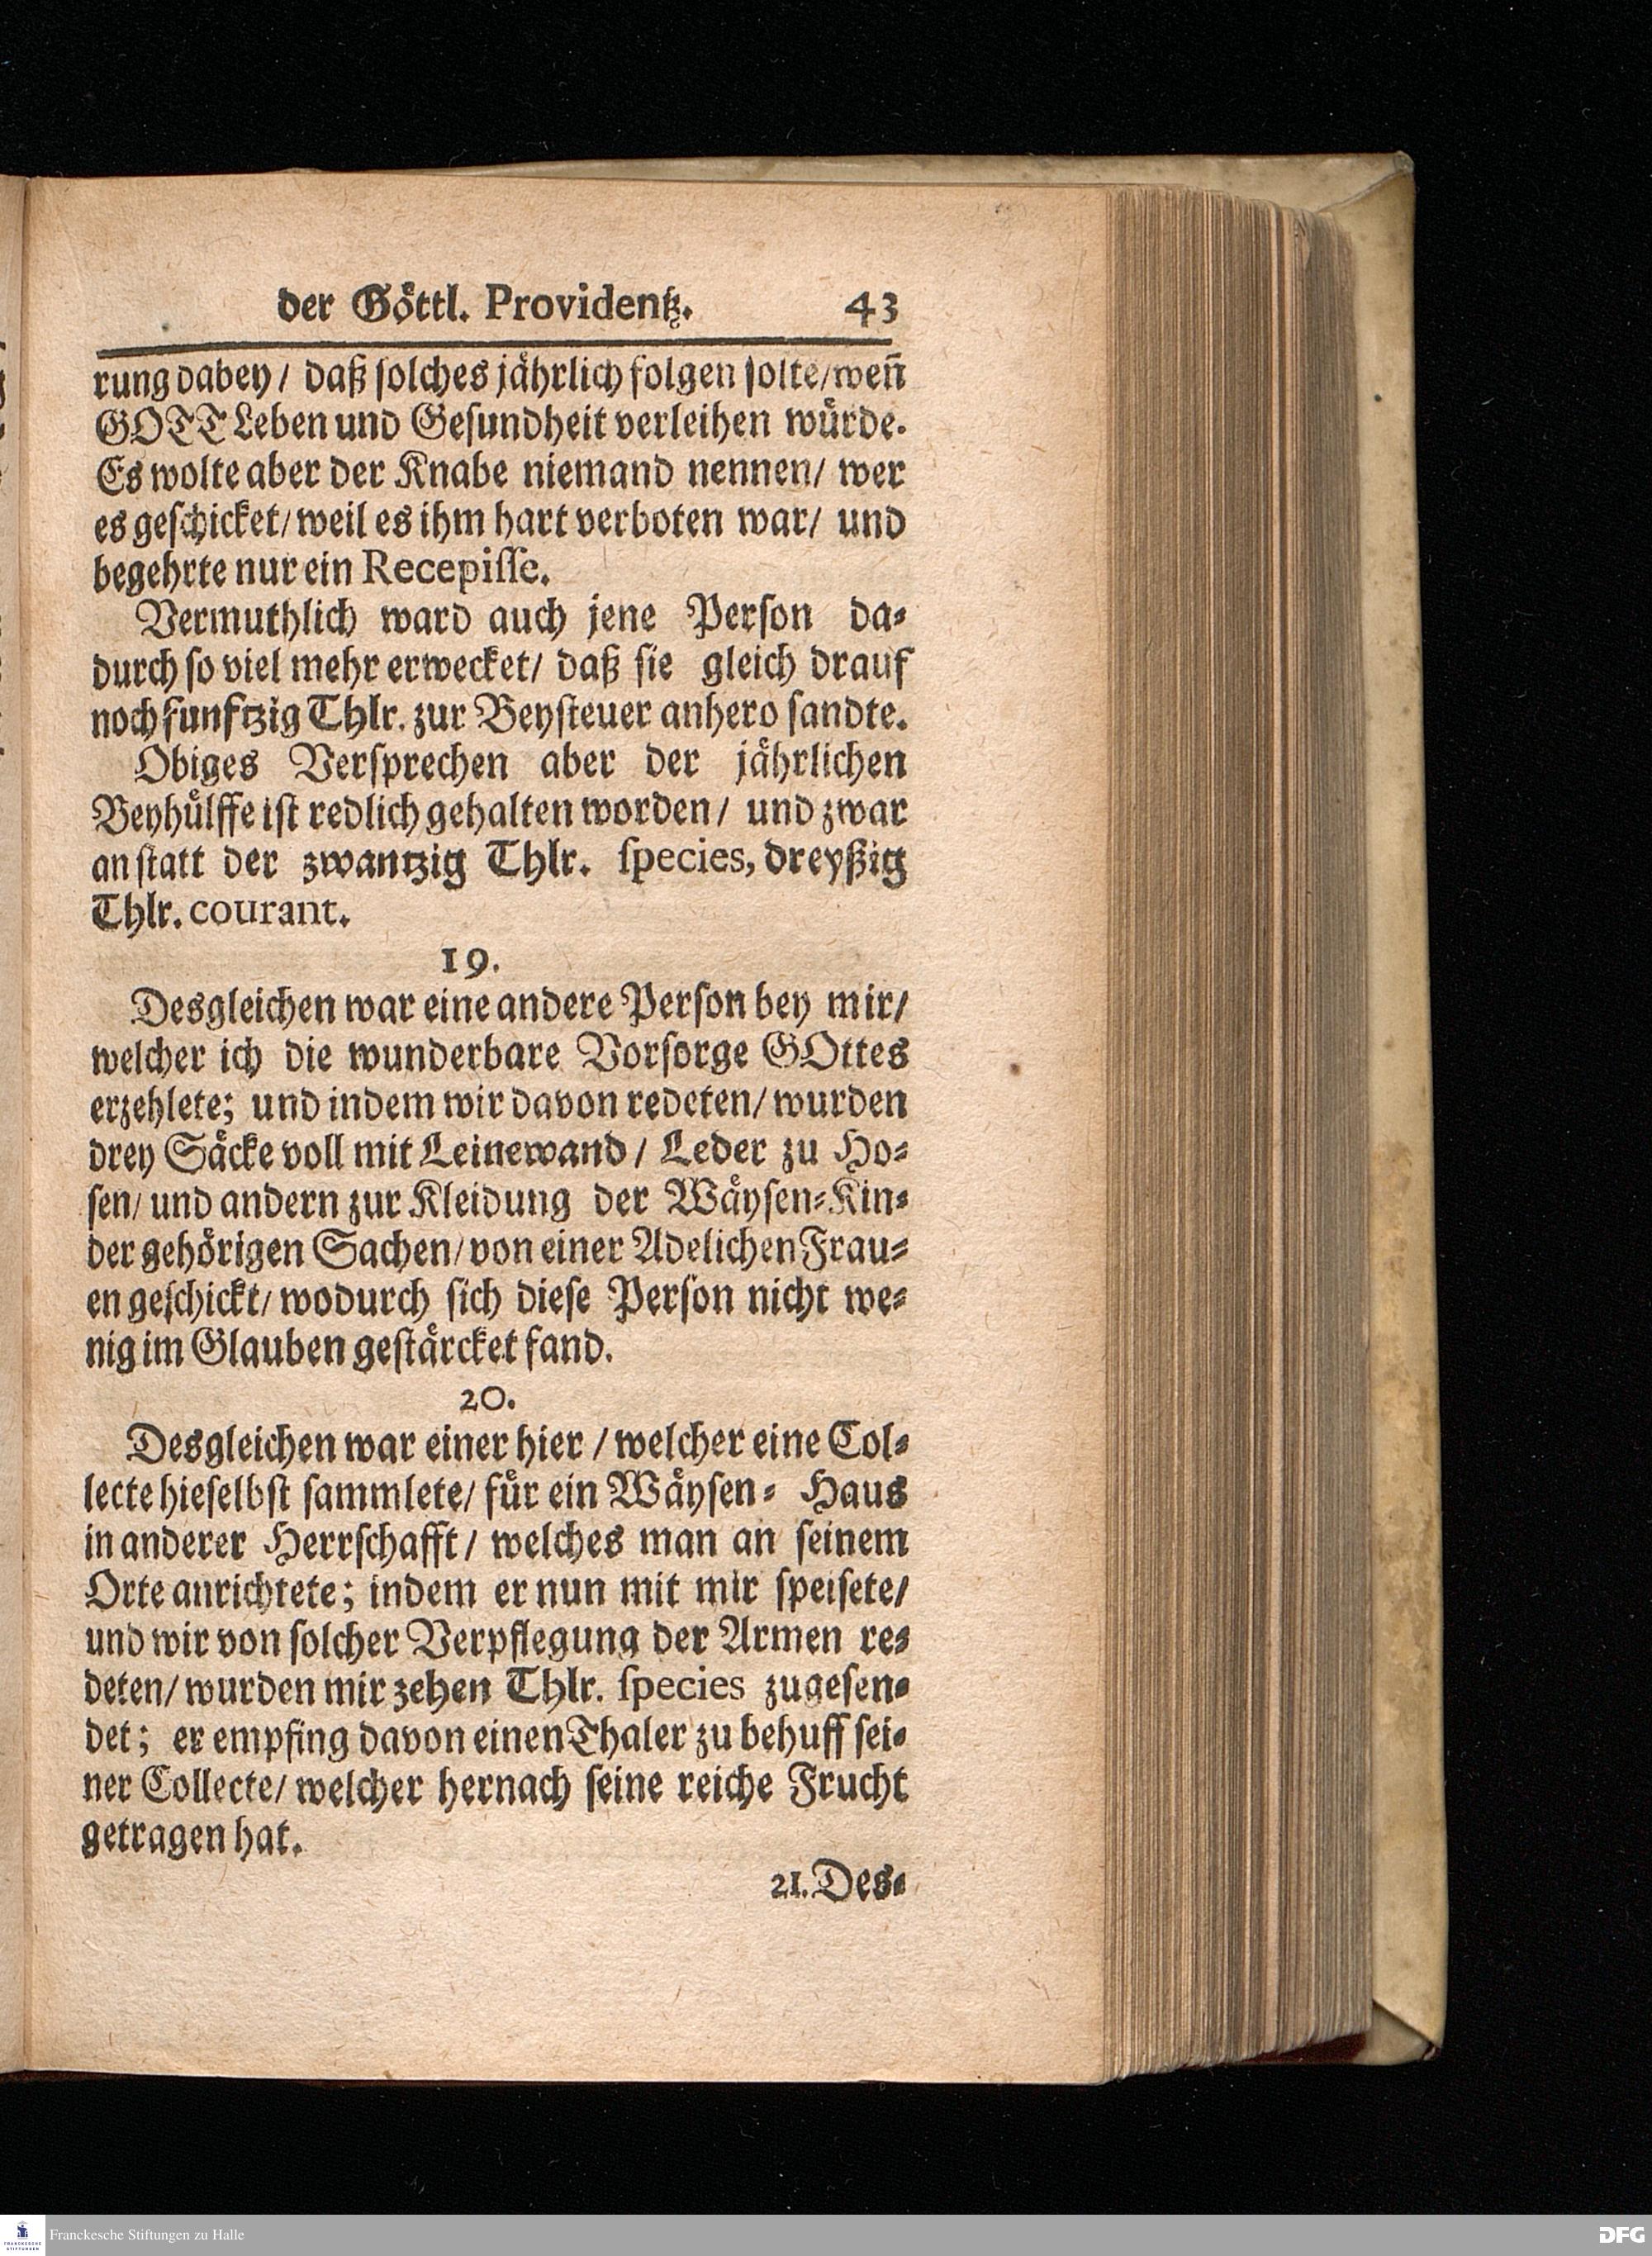 der Göttl. Providentz. 43
rung dabey / daß solches jährlich folgen solte/ wen̄
GOTT Leben und Gesundheit verleihen würde.
Es wolte aber der Knabe niemand nennen/ wer
es geschicket/ weil es ihm hart verboten war/ und
begehrte nur ein Recepisse.
Vermuthlich ward auch jene Person da-
durch so viel mehr erwecket/ daß sie gleich drauf
noch funftzig Thlr. zur Beysteuer anhero sandte.
Obiges Versprechen aber der jährlichen
Beyhülffe ist redlich gehalten worden / und zwar
an statt der zwantzig Thlr. species, dreyßig
Thlr. courant.
19.
Desgleichen war eine andere Person bey mir/
welcher ich die wunderbare Vorsorge GOttes
erzehlete; und indem wir davon redeten/ wurden
drey Säcke voll mit Leinewand / Leder zu Ho-
sen/ und andern zur Kleidung der Wäysen-Kin-
der gehörigen Sachen/ von einer Adelichen Frau-
en geschickt/ wodurch sich diese Person nicht we-
nig im Glauben gestärcket fand.
20.
Desgleichen war einer hier / welcher eine Col-
lecte hieselbst sammlete/ für ein Wäysen- Haus
in anderer Herrschafft / welches man an seinem
Orte anrichtete; indem er nun mit mir speisete/
und wir von solcher Verpflegung der Armen re-
deten/ wurden mir zehen Thlr. species zugesen-
det; er empfing davon einen Thaler zu behuff sei-
ner Collecte/ welcher hernach seine reiche Frucht
getragen hat.
21. Des-
Franckesche Stiftungen zu Halle
DFG